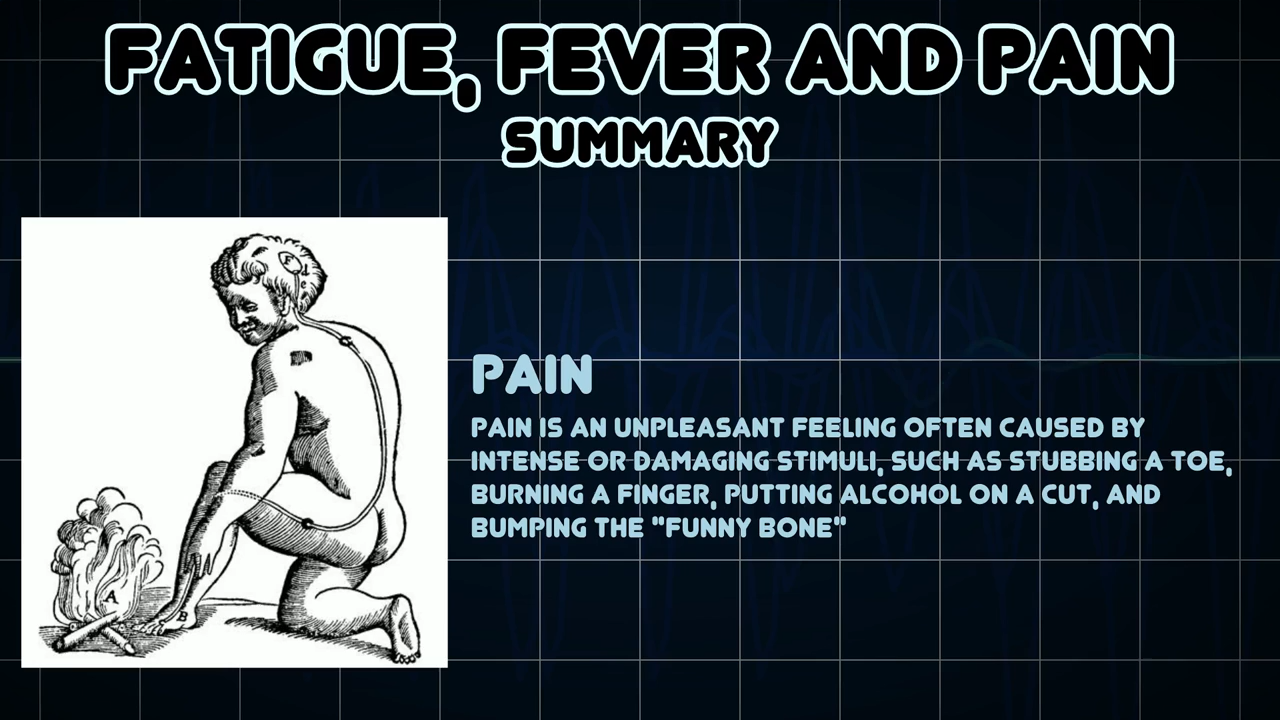 FATIGUE, FEVER AND PAIN
SUMMARY
PAIN
PAIN IS AN UNPLEASANT FEELING OFTEN CAUSED BY
INTENSE OR DAMAGING STIMULI, SUCH AS STUBBING A TOE,
BURNING A FINGER, PUTTING ALCOHOL ON A CUT, AND
BUMPING THE "FUNNY BONE"
A
B